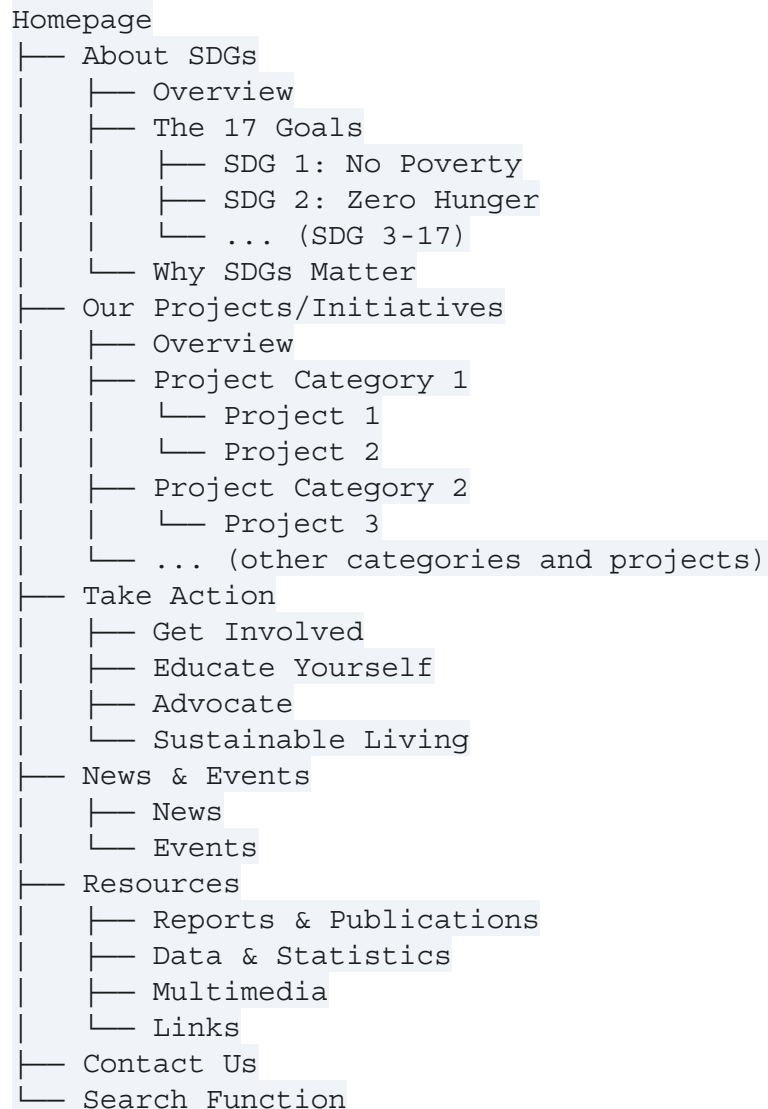 Homepage
├── About SDGs
│   ├── Overview
│   ├── The 17 Goals
│   │   ├── SDG 1: No Poverty
│   │   ├── SDG 2: Zero Hunger
│   │   └── ... (SDG 3-17)
│   └── Why SDGs Matter
├── Our Projects/Initiatives
│   ├── Overview
│   ├── Project Category 1
│   │   └── Project 1
│   │   └── Project 2
│   ├── Project Category 2
│   │   └── Project 3
│   └── ... (other categories and projects)
├── Take Action
│   ├── Get Involved
│   ├── Educate Yourself
│   ├── Advocate
│   └── Sustainable Living
├── News & Events
│   ├── News
│   └── Events
├── Resources
│   ├── Reports & Publications
│   ├── Data & Statistics
│   ├── Multimedia
│   └── Links
├── Contact Us
└── Search Function